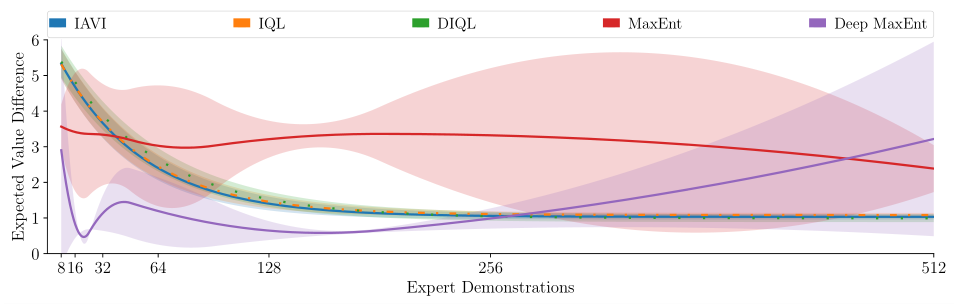 IAVI IQL DIQL MaxEnt Deep MaxEnt
6
5
4
3
2
1
0
Expected Value Difference
8 16 32 64 128 256 512
Expert Demonstrations